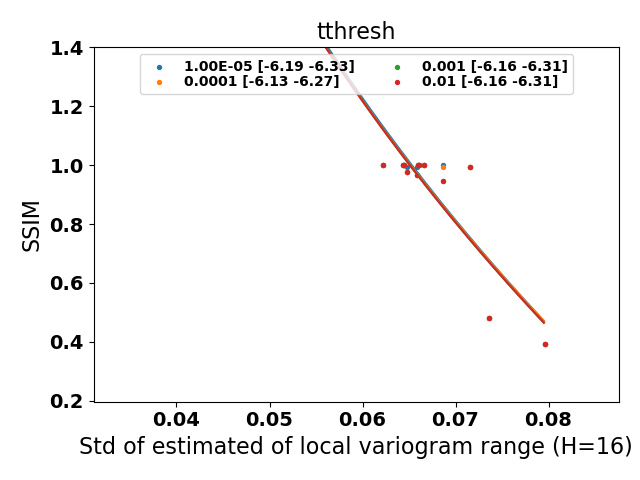 tthresh
1.00E-05 [-6.19 -6.33]
0.0001 [-6.13 -6.27]
0.001 [-6.16 -6.31]
0.01 [-6.16 -6.31]
SSIM
1.4
1.2
1.0
0.8
0.6
0.4
0.2
0.04 0.05 0.06 0.07 0.08
Std of estimated of local variogram range (H=16)